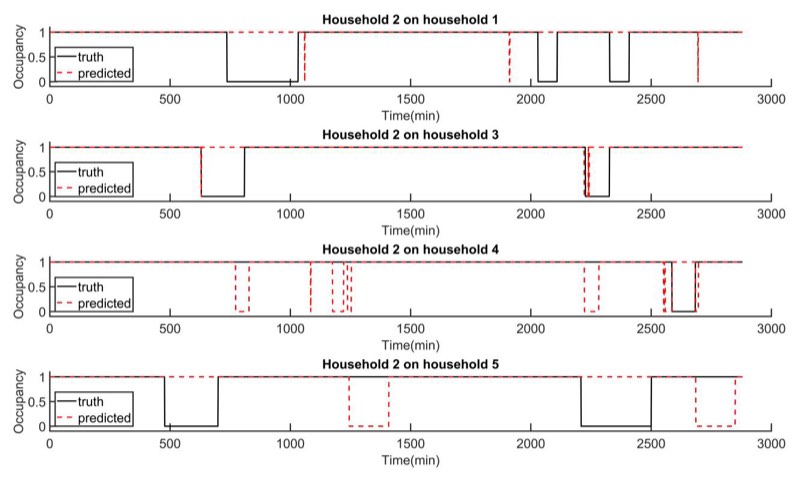 Household 2 on household 1
Occupancy
1
0.5
0
truth
predicted
0 500 1000 1500 2000 2500 3000
Time(min)
Household 2 on household 3
Occupancy
1
0.5
0
truth
predicted
0 500 1000 1500 2000 2500 3000
Time(min)
Household 2 on household 4
Occupancy
1
0.5
0
truth
predicted
0 500 1000 1500 2000 2500 3000
Time(min)
Household 2 on household 5
Occupancy
1
0.5
0
truth
predicted
0 500 1000 1500 2000 2500 3000
Time(min)